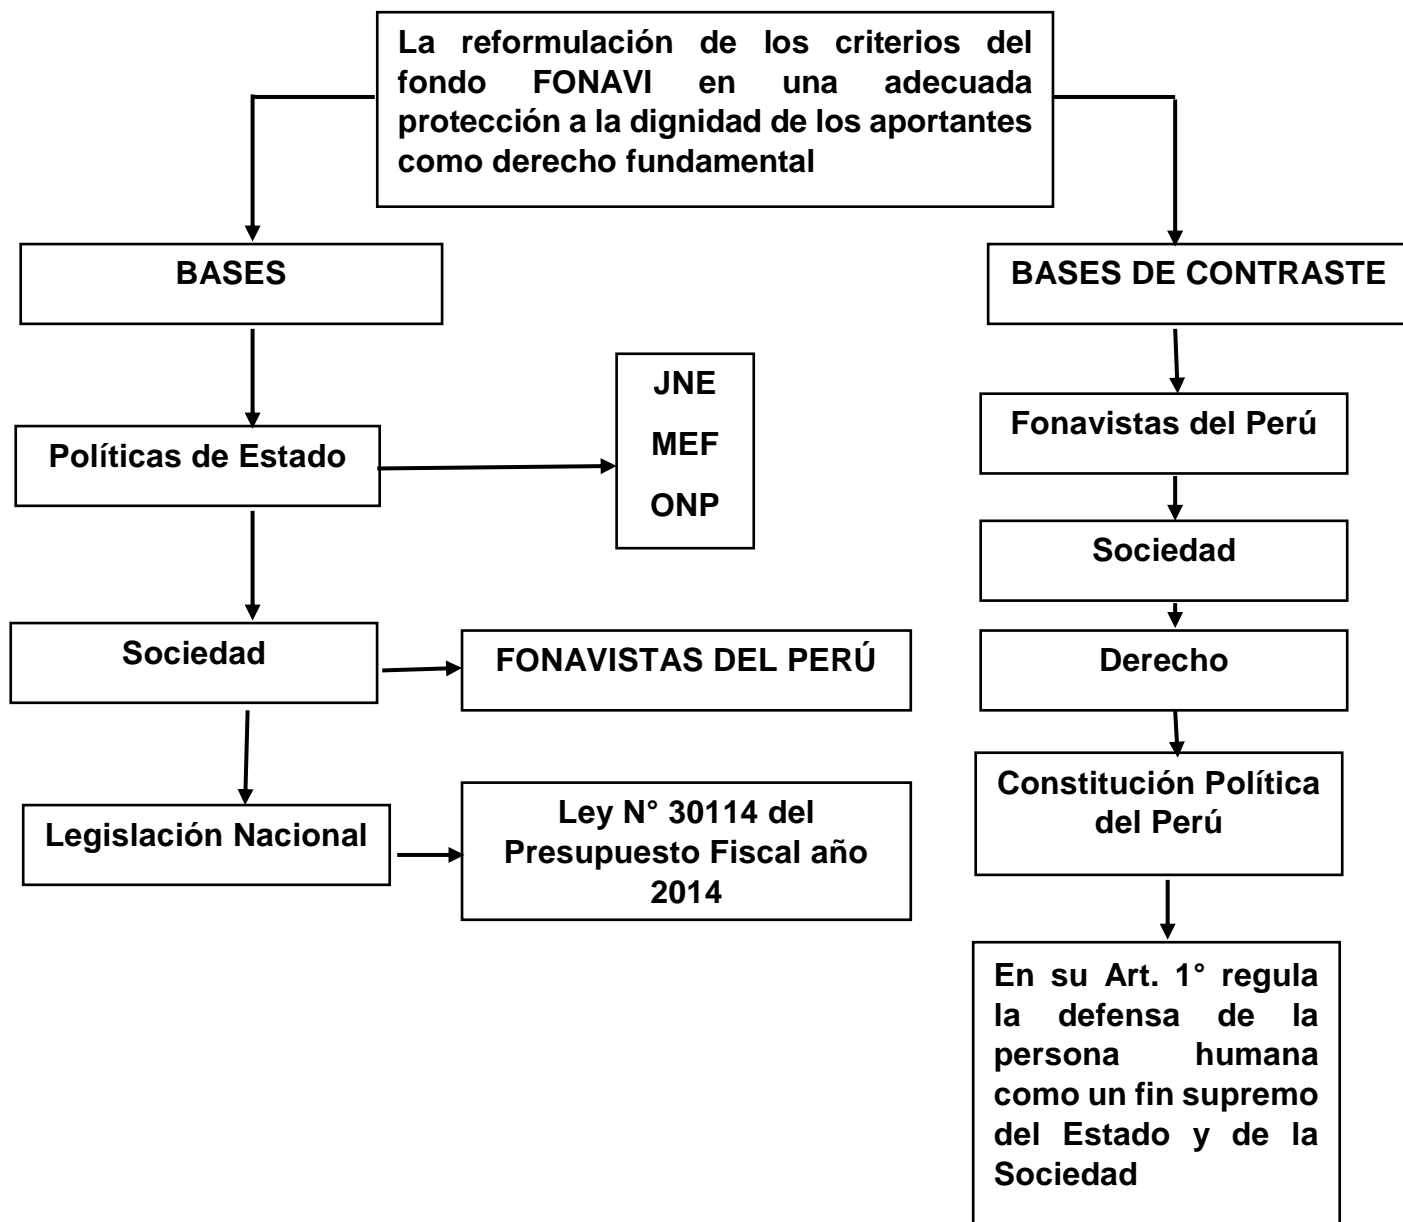 La reformulación de los criterios del
fondo FONAVI en una adecuada
protección a la dignidad de los aportantes
como derecho fundamental
BASES
Políticas de Estado
JNE
MEF
ONP
Sociedad
FONAVISTAS DEL PERÚ
Legislación Nacional
Ley N° 30114 del
Presupuesto Fiscal año
2014
BASES DE CONTRASTE
Fonavistas del Perú
Sociedad
Derecho
Constitución Política
del Perú
En su Art. 1° regula
la defensa de la
persona humana
como un fin supremo
del Estado y de la
Sociedad